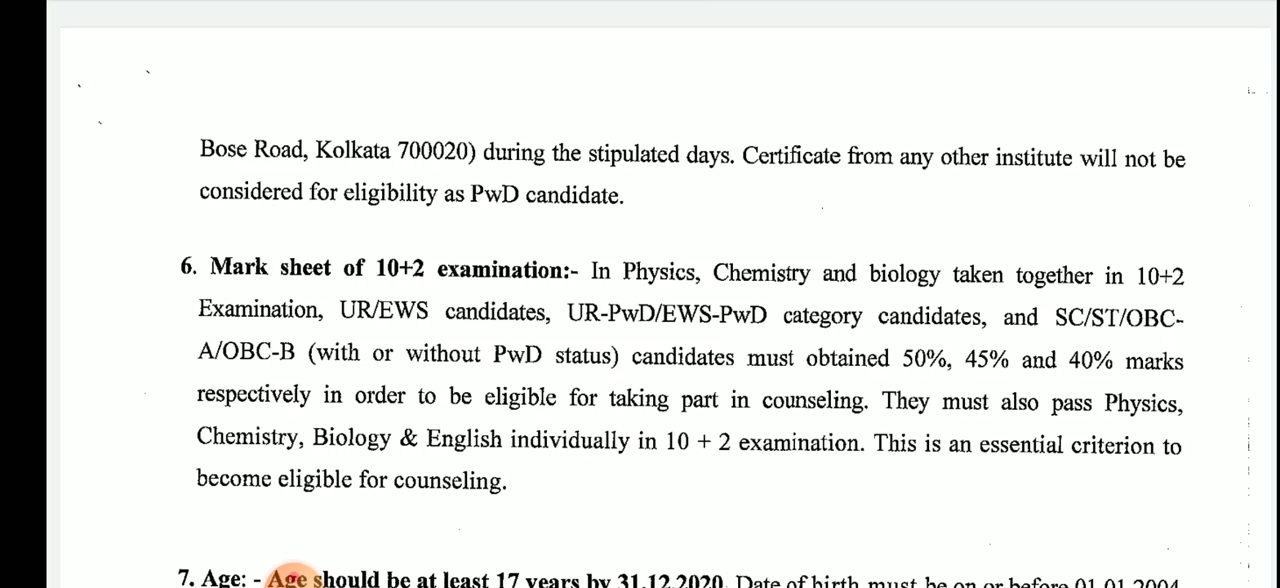 Bose Road, Kolkata 700020) during the stipulated days. Certificate from any other institute will not be
considered for eligibility as PwD candidate.
6. Mark sheet of 10+2 examination:- In Physics, Chemistry and biology taken together in 10+2
Examination, UR/EWS candidates, UR-PwD/EWS-PwD category candidates, and SC/ST/OBC-
A/OBC-B (with or without PwD status) candidates must obtained 50%, 45% and 40% marks
respectively in order to be eligible for taking part in counseling. They must also pass Physics,
Chemistry, Biology & English individually in 10 + 2 examination. This is an essential criterion to
become eligible for counseling.
7. Age: - Age should be at least 17 years by 31.12.2020. Date of birth must be on or before 01.01.2004